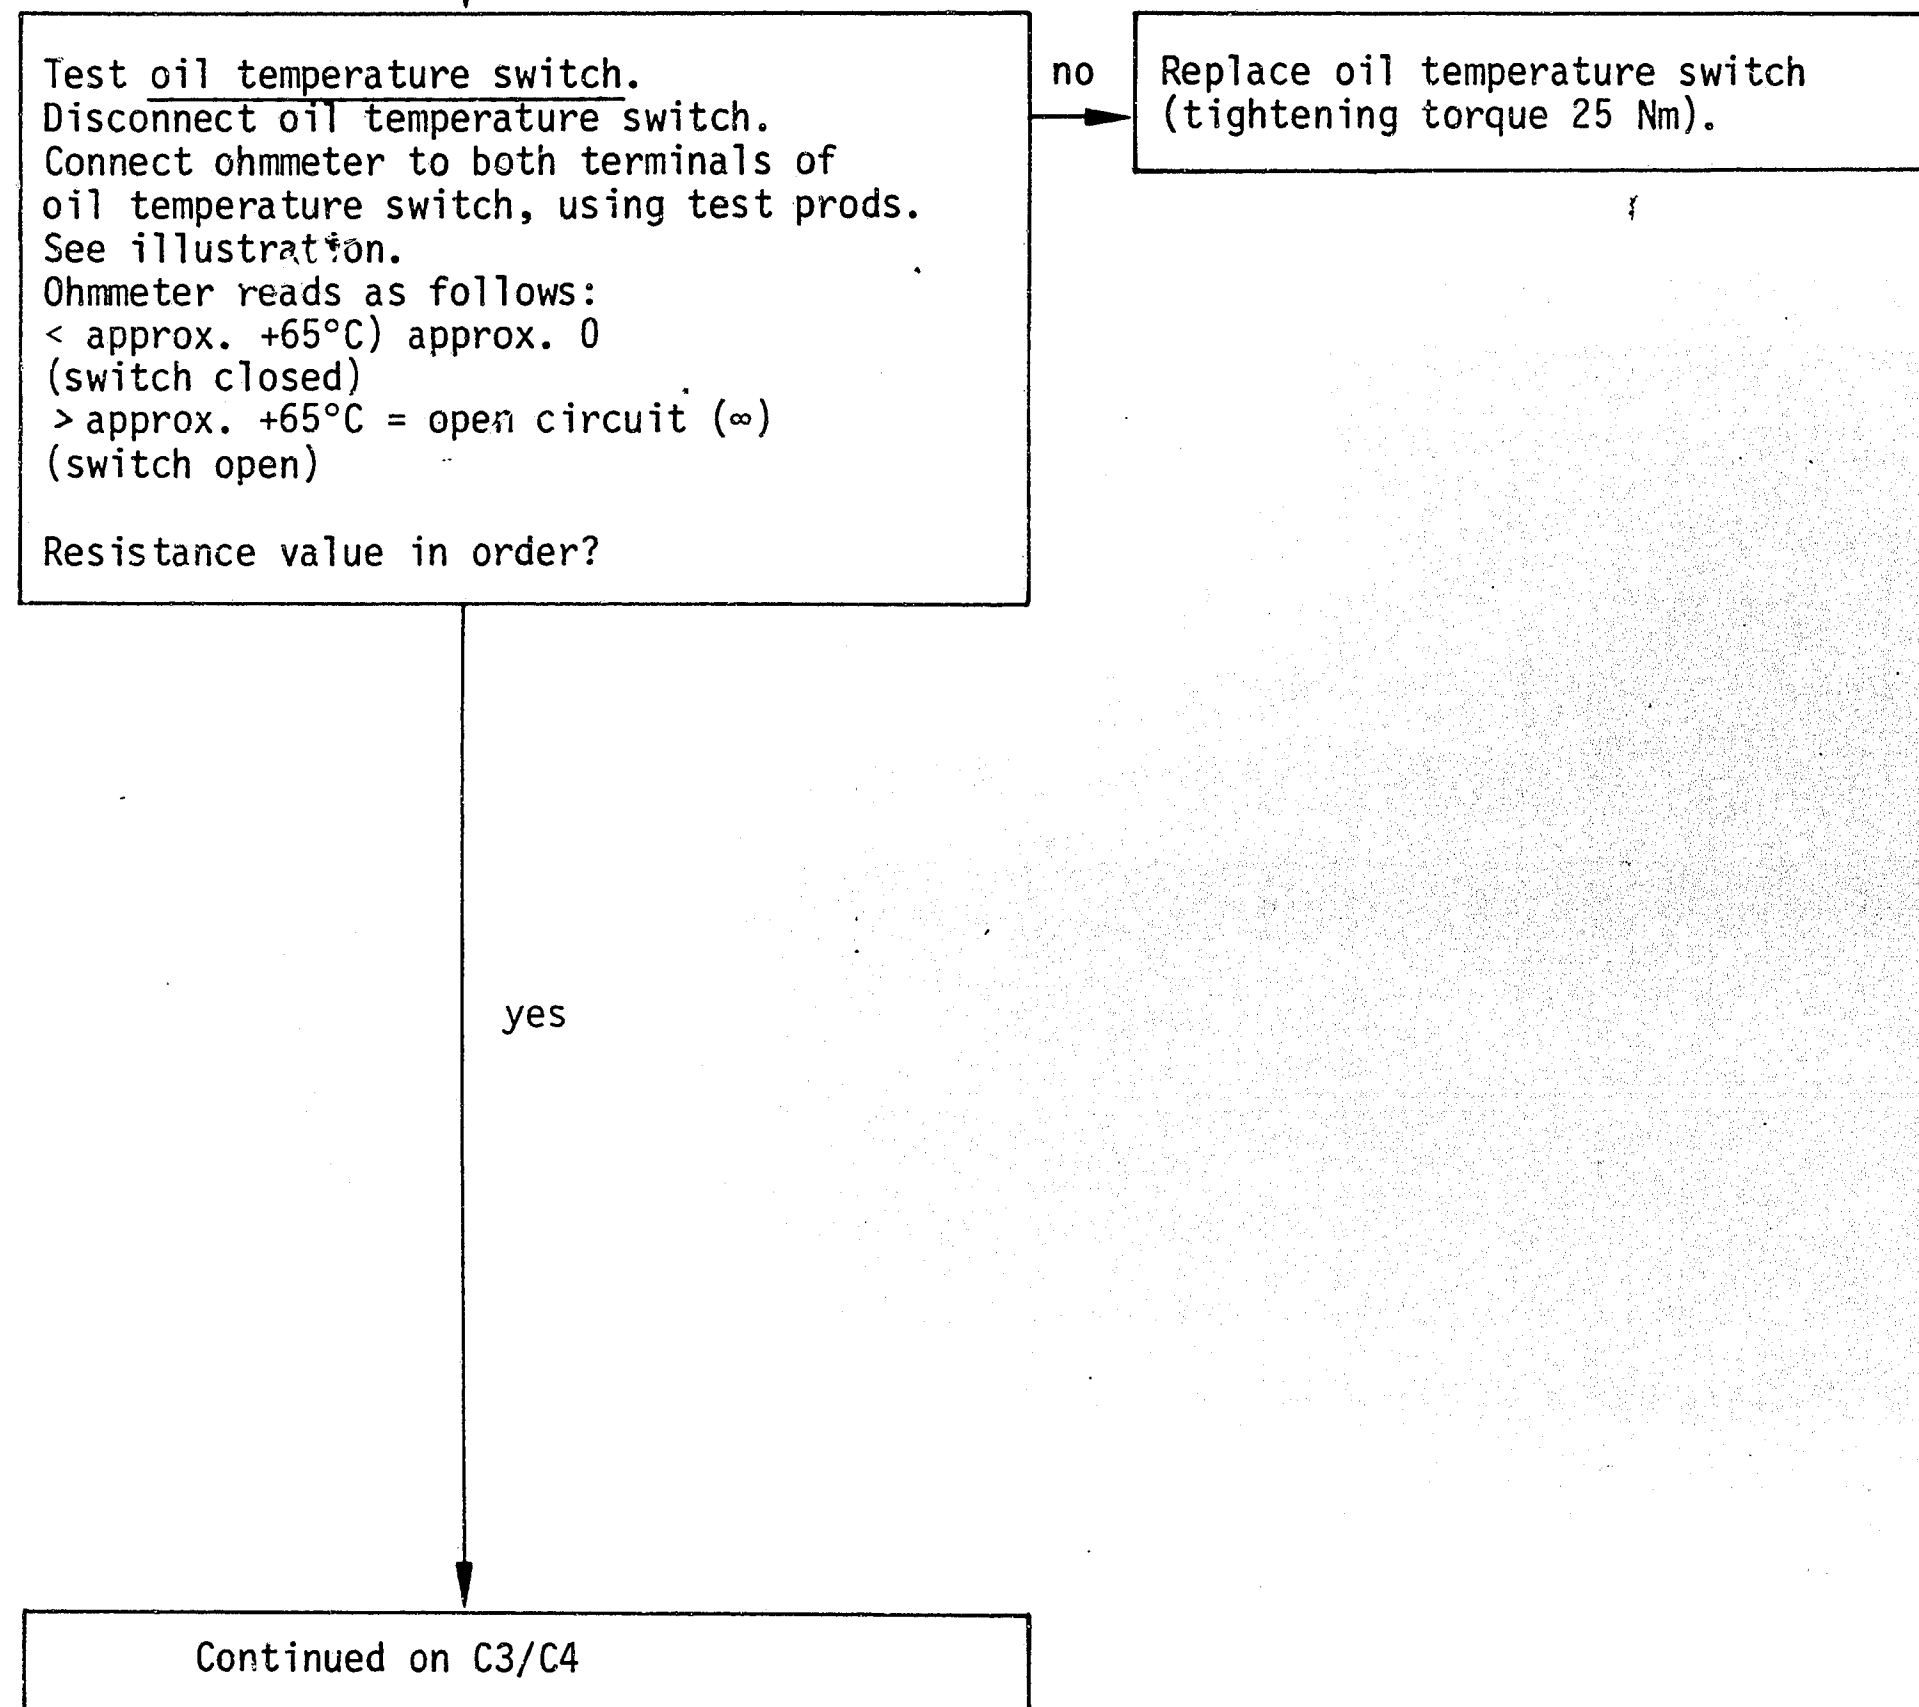 Test oil temperature switch.
Disconnect oil temperature switch.
Connect ohmmeter to both terminals of
oil temperature switch, using test prods.
See illustration.
Ohmmeter reads as follows:
< approx. +65°C) approx. 0
(switch closed)
> approx. +65°C = open circuit (∞)
(switch open)
Resistance value in order?
no
Replace oil temperature switch
(tightening torque 25 Nm).
yes
Continued on C3/C4